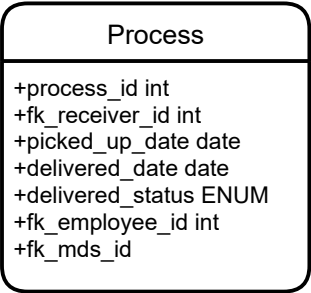 Process
+process_id int
+fk_receiver_id int
+picked_up_date date
+delivered_date date
+delivered_status ENUM
+fk_employee_id int
+fk_mds_id